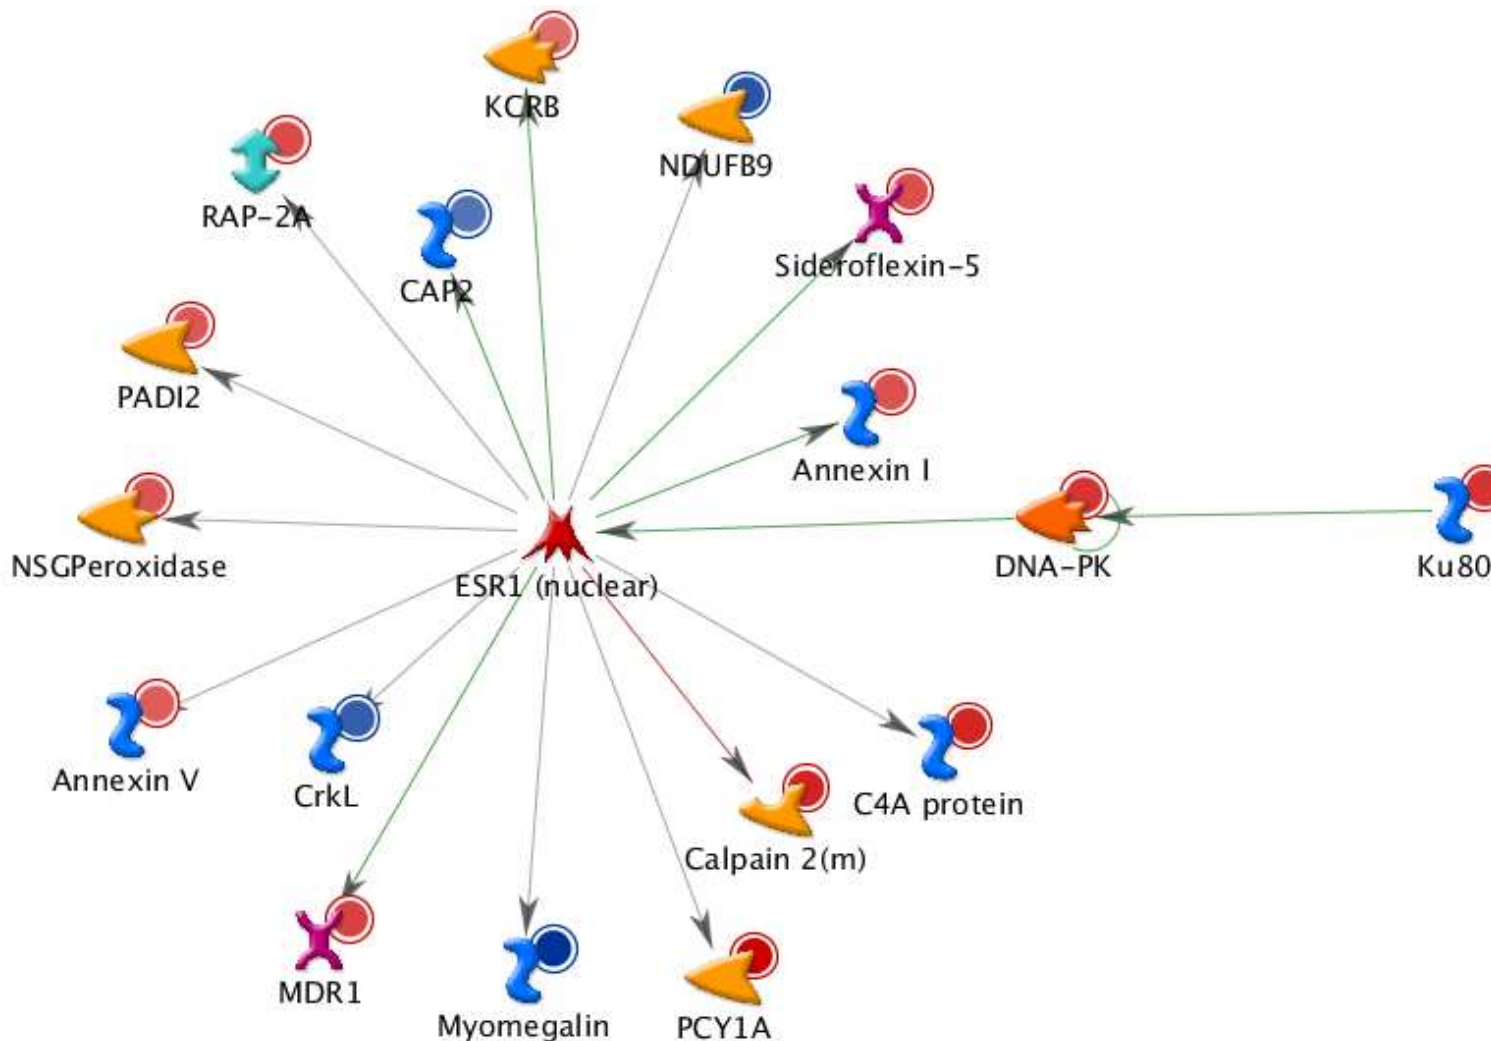 KCRB
NDUFB9
RAP-2A
CAP2
Sideroflexin-5
PADI2
Annexin I
NSGPeroxidase
ESR1 (nuclear)
DNA-PK
Ku80
Annexin V
CrkL
C4A protein
Calpain 2(m)
MDR1
Myomegalin
PCY1A